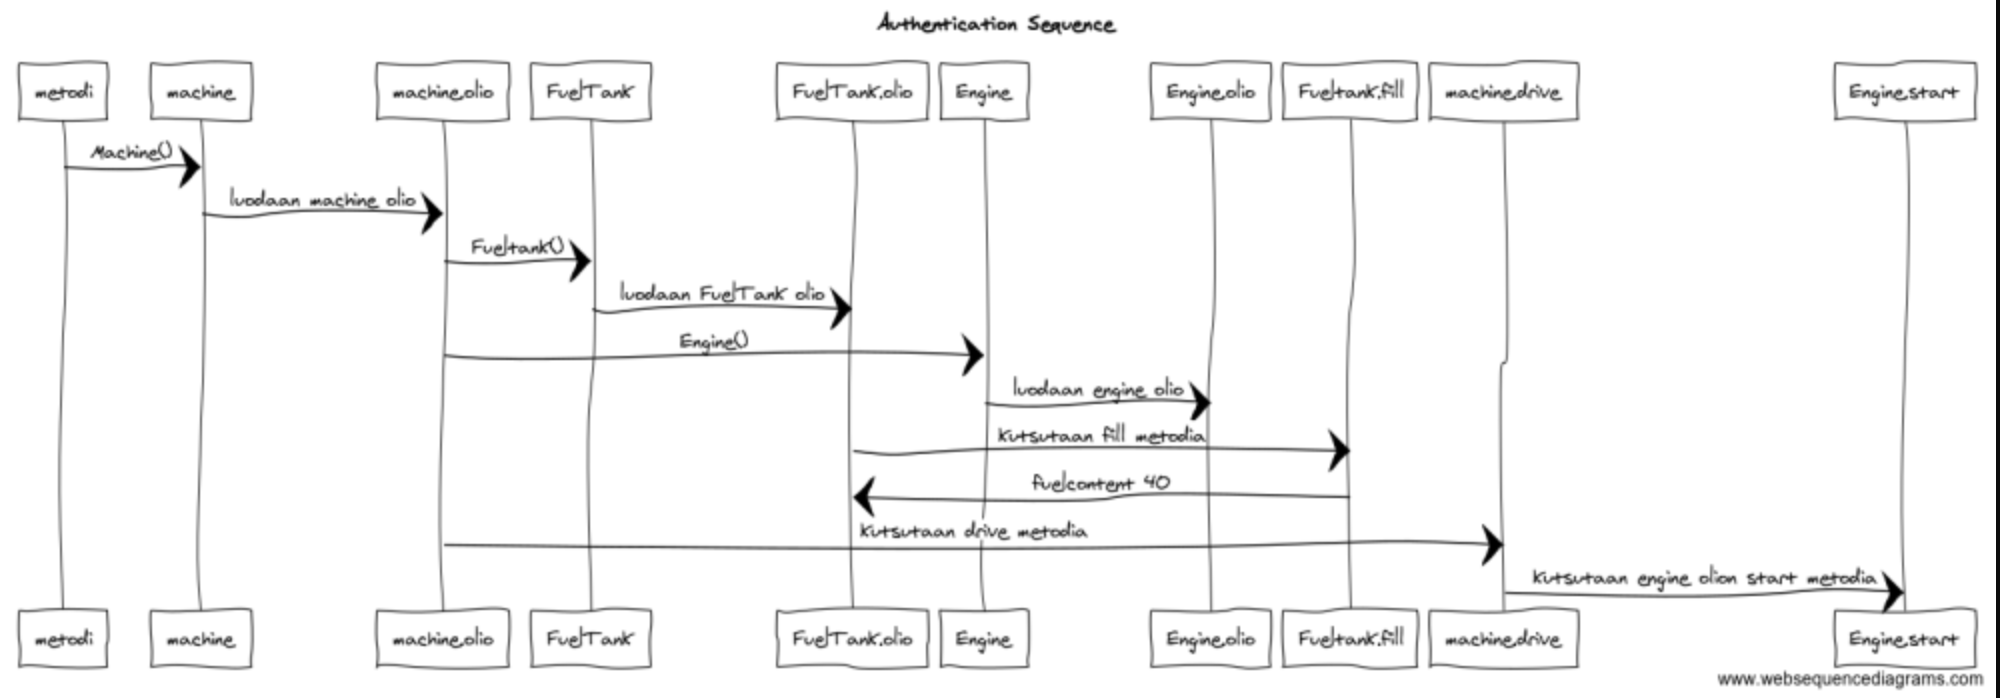 Authentication Sequence
metodi
machine
machine.olio
FuelTank
FuelTank.olio
Engine
Engine.olio
Fueltank.fill
machine.drive
Engine.start
Machine()
luodaan machine olio
Fueltank()
luodaan FuelTank olio
Engine()
luodaan engine olio
kutsutaan fill metodia
fuelcontent 40
kutsutaan drive metodia
kutsutaan engine olion start metodia
metodi
machine
machine.olio
FuelTank
FuelTank.olio
Engine
Engine.olio
Fueltank.fill
machine.drive
Engine.start
www.websequencediagrams.com